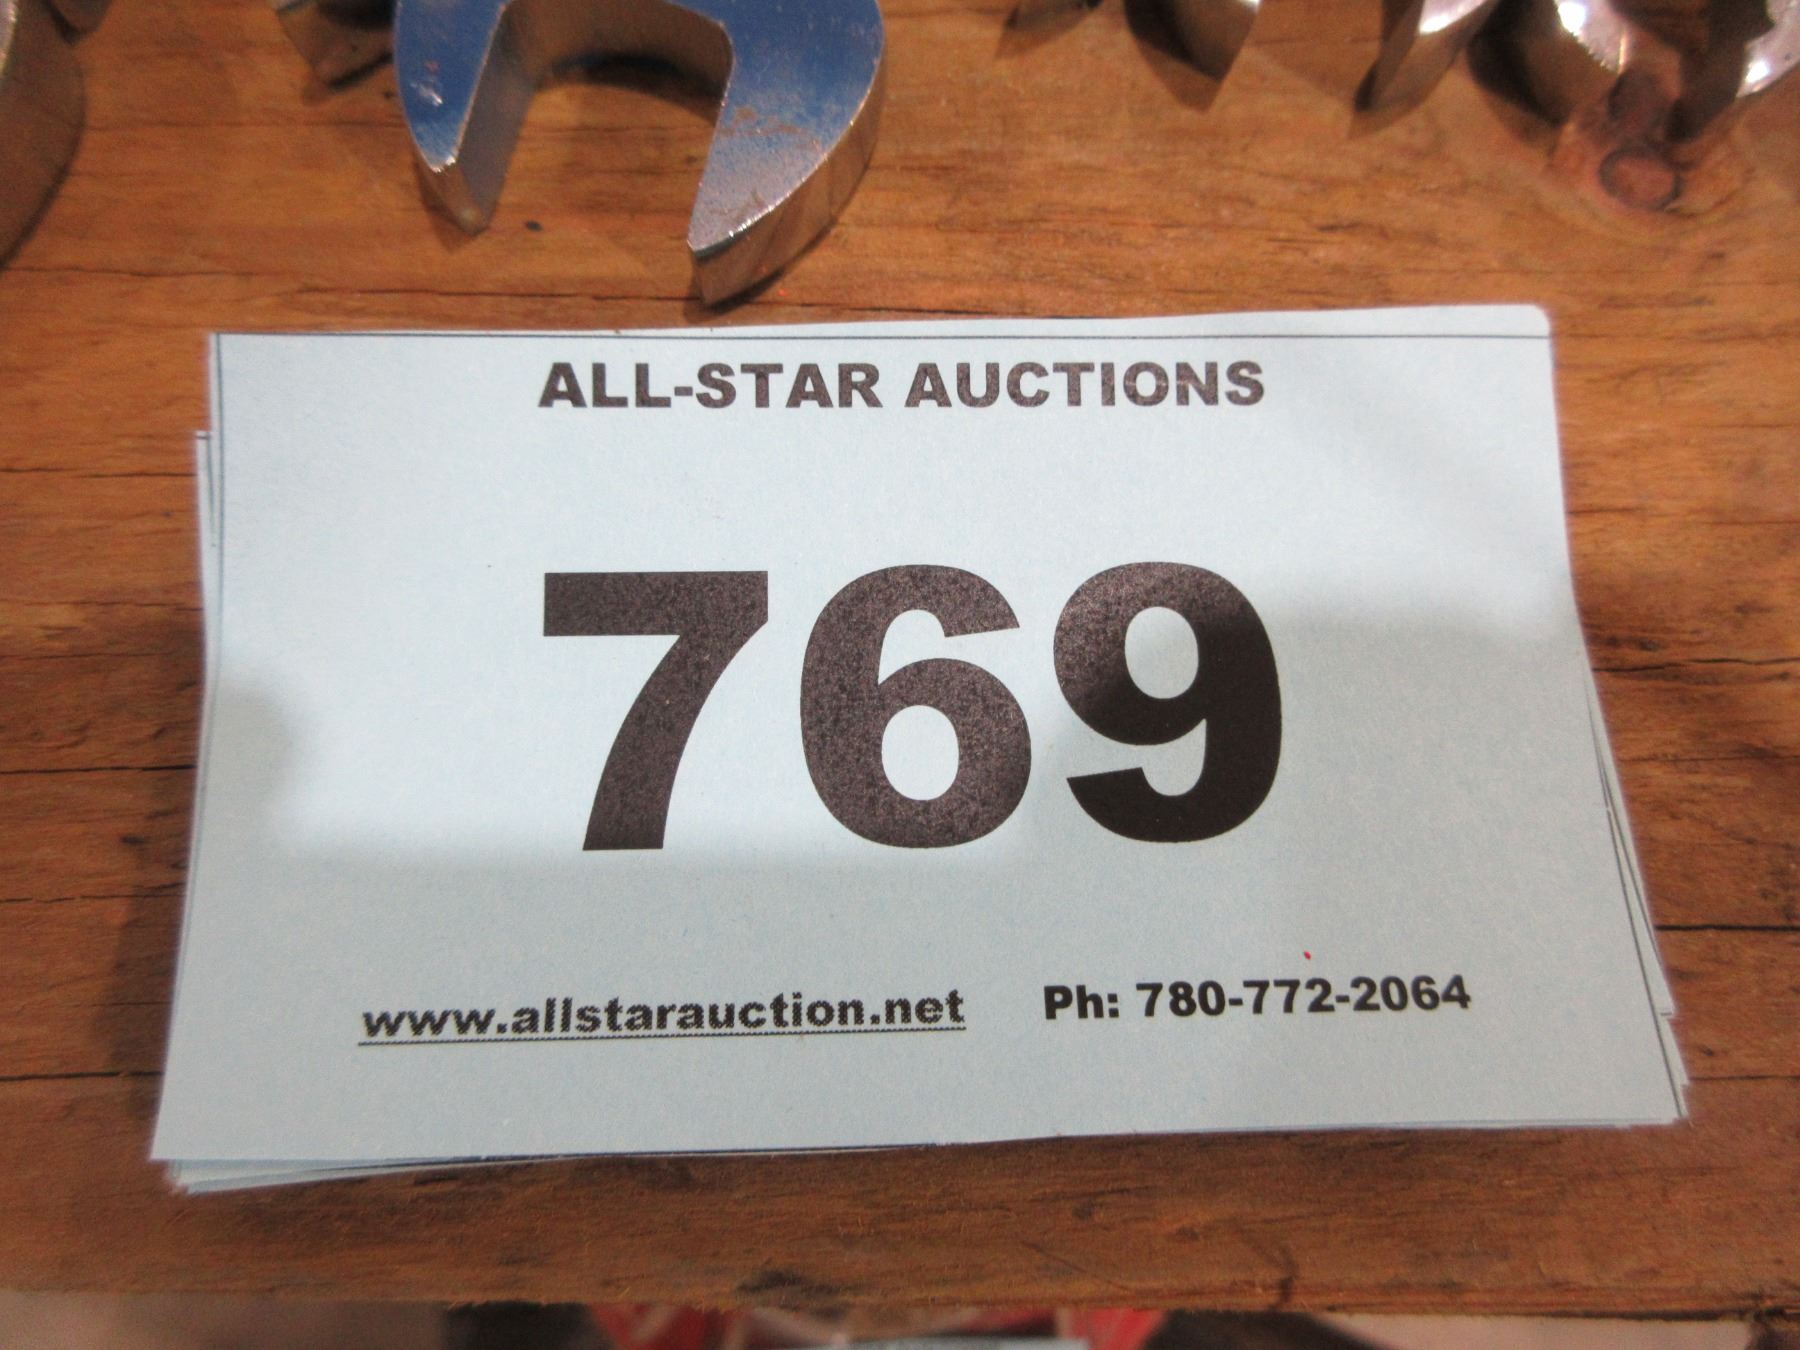 ALL-STAR AUCTIONS
769
www.allstarauction.net Ph: 780-772-2064